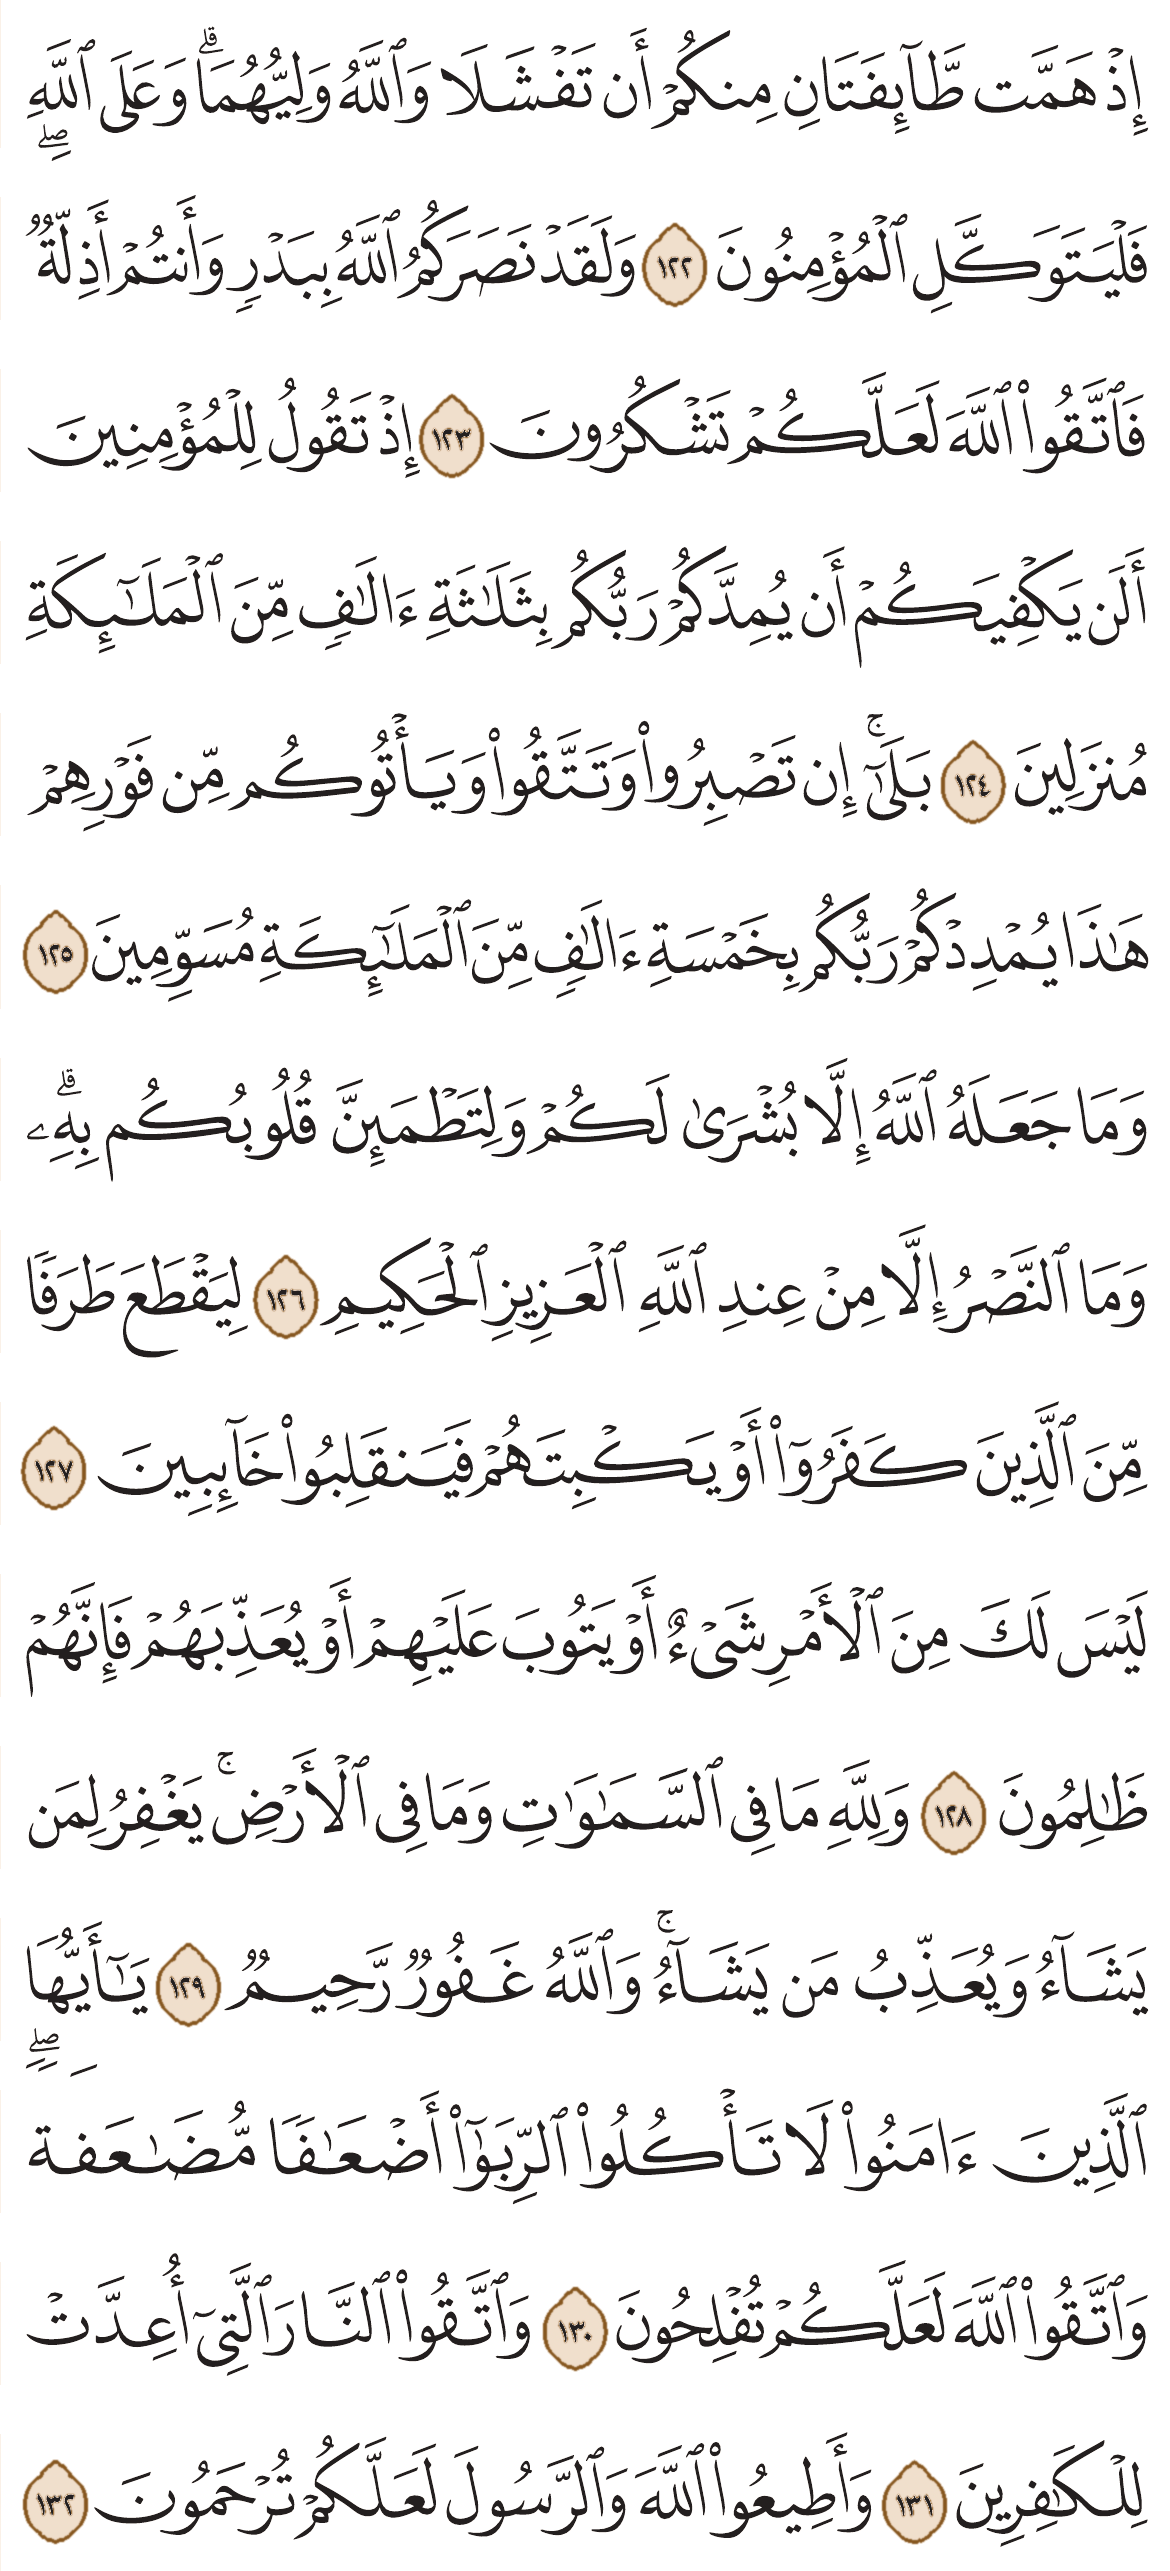 إِذۡ هَمَّت طَّآئِفَتَانِ مِنكُمۡ أَن تَفۡشَلَا وَٱللَّهُ وَلِيُّهُمَاۗ وَعَلَى ٱللَّهِ
فَلۡيَتَوَكَّلِ ٱلۡمُؤۡمِنُونَ ١٢٢ وَلَقَدۡ نَصَرَكُمُ ٱللَّهُ بِبَدۡرٖ وَأَنتُمۡ أَذِلَّةٞۖ
فَٱتَّقُواْ ٱللَّهَ لَعَلَّكُمۡ تَشۡكُرُونَ ١٢٣ إِذۡ تَقُولُ لِلۡمُؤۡمِنِينَ
أَلَن يَكۡفِيَكُمۡ أَن يُمِدَّكُمۡ رَبُّكُم بِثَلَٰثَةِ ءَالَٰفٖ مِّنَ ٱلۡمَلَٰٓئِكَةِ
مُنزَلِينَ ١٢٤ بَلَىٰٓۚ إِن تَصۡبِرُواْ وَتَتَّقُواْ وَيَأۡتُوكُم مِّن فَوۡرِهِمۡ
هَٰذَا يُمۡدِدۡكُمۡ رَبُّكُم بِخَمۡسَةِ ءَالَٰفٖ مِّنَ ٱلۡمَلَٰٓئِكَةِ مُسَوِّمِينَ ١٢٥
وَمَا جَعَلَهُ ٱللَّهُ إِلَّا بُشۡرَىٰ لَكُمۡ وَلِتَطۡمَئِنَّ قُلُوبُكُم بِهِۦۗ
وَمَا ٱلنَّصۡرُ إِلَّا مِنۡ عِندِ ٱللَّهِ ٱلۡعَزِيزِ ٱلۡحَكِيمِ ١٢٦ لِيَقۡطَعَ طَرَفٗا
مِّنَ ٱلَّذِينَ كَفَرُوٓاْ أَوۡ يَكۡبِتَهُمۡ فَيَنقَلِبُواْ خَآئِبِينَ ١٢٧
لَيۡسَ لَكَ مِنَ ٱلۡأَمۡرِ شَيۡءٌ أَوۡ يَتُوبَ عَلَيۡهِمۡ أَوۡ يُعَذِّبَهُمۡ فَإِنَّهُمۡ
ظَٰلِمُونَ ١٢٨ وَلِلَّهِ مَا فِي ٱلسَّمَٰوَٰتِ وَمَا فِي ٱلۡأَرۡضِۚ يَغۡفِرُ لِمَن
يَشَآءُ وَيُعَذِّبُ مَن يَشَآءُۚ وَٱللَّهُ غَفُورٞ رَّحِيمٞ ١٢٩ يَٰٓأَيُّهَا
ٱلَّذِينَ ءَامَنُواْ لَا تَأۡكُلُواْ ٱلرِّبَوٰٓاْ أَضۡعَٰفٗا مُّضَٰعَفَةٗۖ
وَٱتَّقُواْ ٱللَّهَ لَعَلَّكُمۡ تُفۡلِحُونَ ١٣٠ وَٱتَّقُواْ ٱلنَّارَ ٱلَّتِيٓ أُعِدَّتۡ
لِلۡكَٰفِرِينَ ١٣١ وَأَطِيعُواْ ٱللَّهَ وَٱلرَّسُولَ لَعَلَّكُمۡ تُرۡحَمُونَ ١٣٢